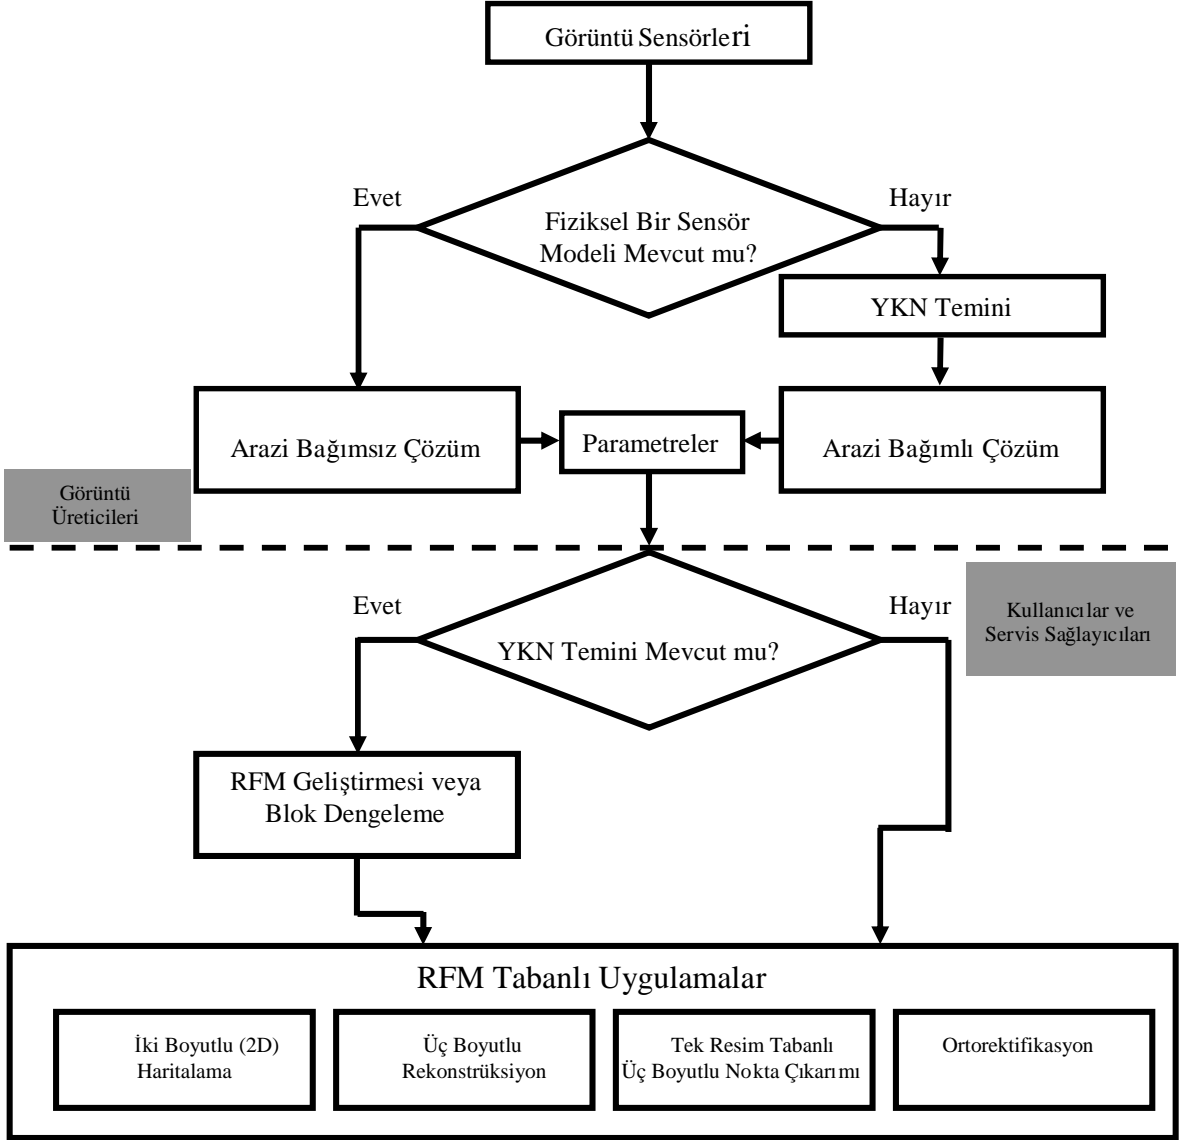 Görüntü Sensörleri
Evet
Hayır
Fiziksel Bir Sensör
Modeli Mevcut mu?
YKN Temini
Arazi Bağımsız Çözüm
Parametreler
Arazi Bağımlı Çözüm
Görüntü
Üreticileri
Evet
Hayır
Kullanıcılar ve
Servis Sağlayıcıları
YKN Temini Mevcut mu?
RFM Geliştirmesi veya
Blok Dengeleme
RFM Tabanlı Uygulamalar
İki Boyutlu (2D)
Haritalama
Üç Boyutlu
Rekonstrüksiyon
Tek Resim Tabanlı
Üç Boyutlu Nokta Çıkarımı
Ortorektifikasyon